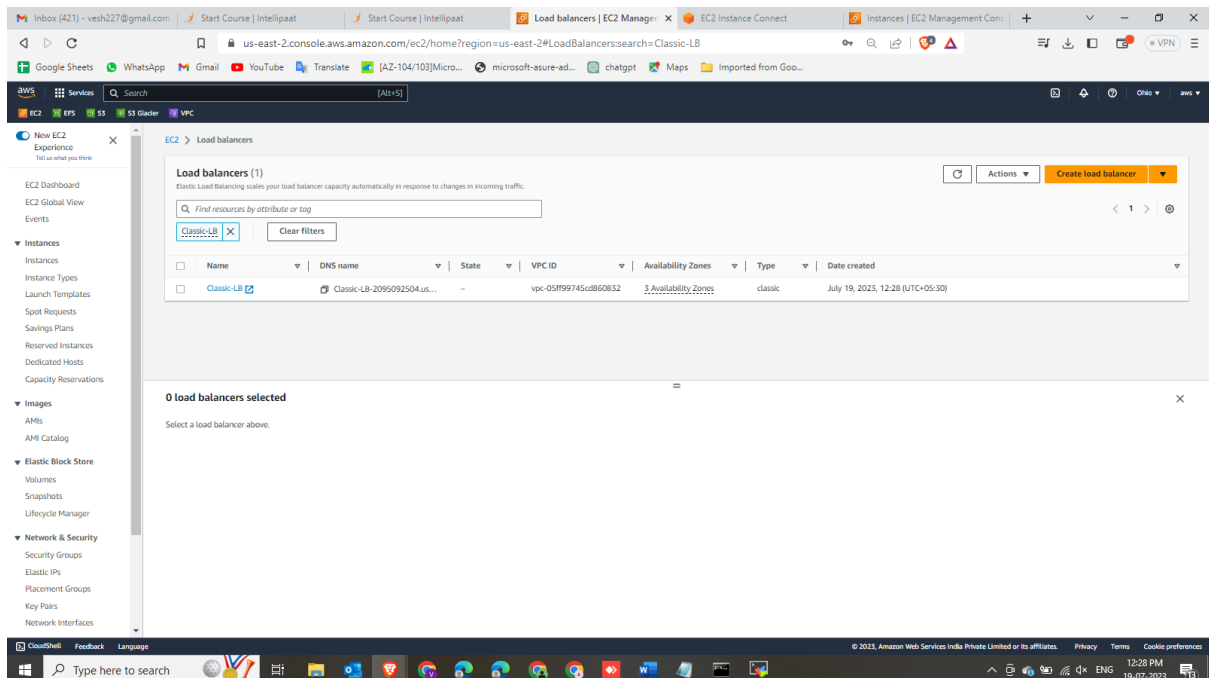 Inbox (421) - vesh227@gmail.com
Start Course | Intellipaat
Start Course | Intellipaat
Load balancers | EC2 Manager
EC2 Instance Connect
Instances | EC2 Management Cons
us-east-2.console.aws.amazon.com/ec2/home?region=us-east-2#LoadBalancers:search=Classic-LB
VPN
Google Sheets WhatsApp Gmail YouTube Translate [AZ-104/103]Micro... microsoft-asure-ad... chatgpt Maps Imported from Goo...
aws Services Search [Alt+S] Ohio aws
EC2 EFS S3 S3 Glacier VPC
New EC2
Experience
Tell us what you think
EC2 Dashboard
EC2 Global View
Events
Instances
Instances
Instance Types
Launch Templates
Spot Requests
Savings Plans
Reserved Instances
Dedicated Hosts
Capacity Reservations
Images
AMIs
AMI Catalog
Elastic Block Store
Volumes
Snapshots
Lifecycle Manager
Network & Security
Security Groups
Elastic IPs
Placement Groups
Key Pairs
Network Interfaces
EC2 > Load balancers
Load balancers (1)
Elastic Load Balancing scales your load balancer capacity automatically in response to changes in incoming traffic.
Actions
Create load balancer
Find resources by attribute or tag
1
Classic-LB
Clear filters
Name DNS name State VPC ID Availability Zones Type Date created
Classic-LB Classic-LB-2095092504.us... – vpc-05ff99745cd860832 3 Availability Zones classic July 19, 2023, 12:28 (UTC+05:30)
0 load balancers selected
Select a load balancer above.
CloudShell Feedback Language © 2023, Amazon Web Services India Private Limited or its affiliates. Privacy Terms Cookie preferences
Type here to search
ENG
12:28 PM
19-07-2023
13